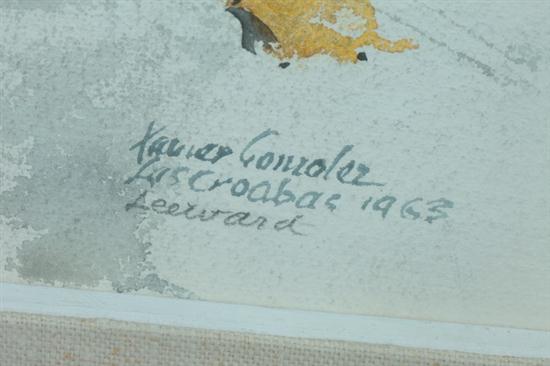 Xavier Gonzalez
Las Croabas 1963
Leeward